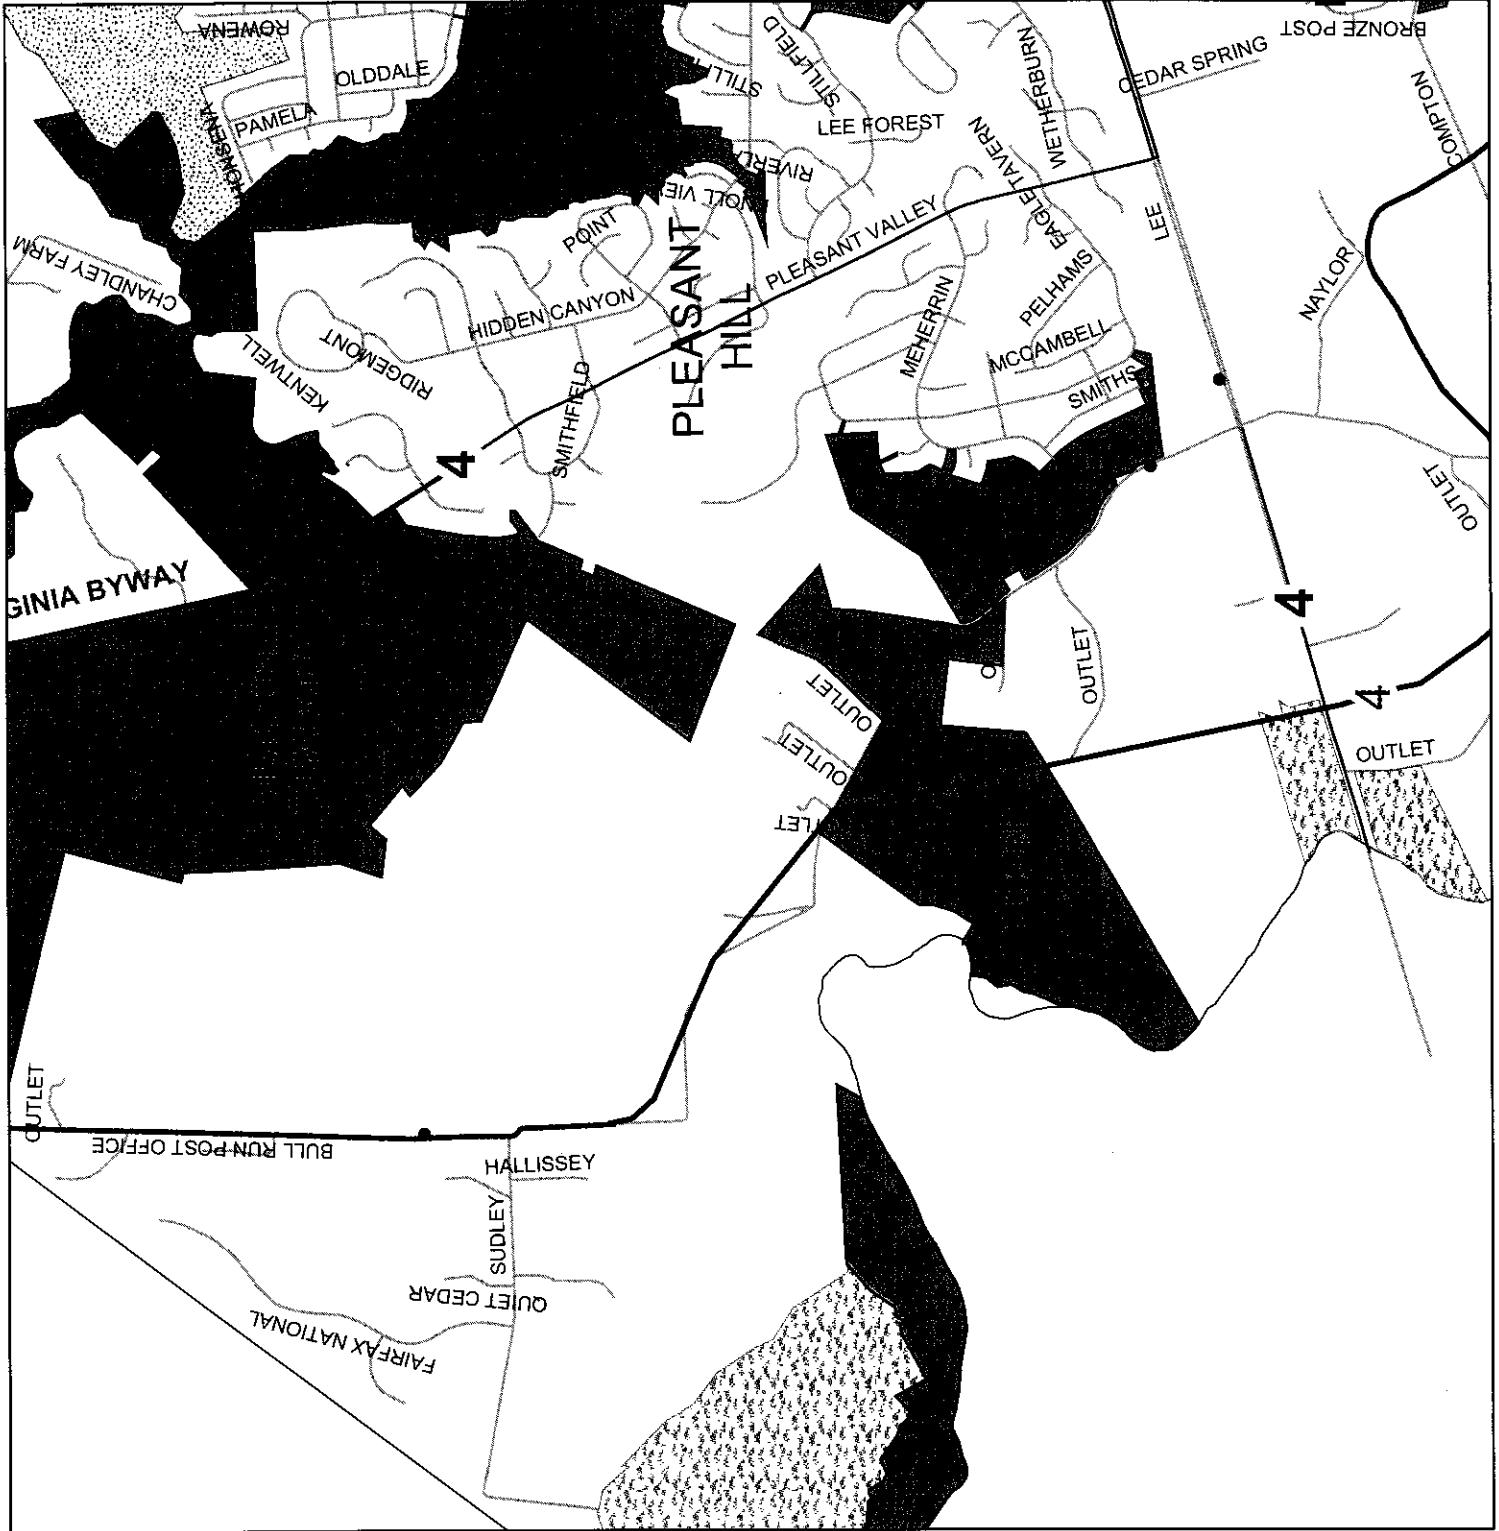 ROWENA
OLDDALE
PAMELA
STILLFIELD
LEE FOREST
WETHERBURN
CEDAR SPRING
BRONZE POST
COMPTON
EAGLE TAVERN
CHANDLEY FARM
POINT
PLEASANT VALLEY
LEE
NAYLOR
HIDDEN CANYON
PLEASANT
HILL
PELHAMS
KENTWELL
RIDGEMONT
MEHERRIN
MCCAMBELL
SMITHS
SMITHFIELD
4
OUTLET
GINIA BYWAY
4
OUTLET
OUTLET
O
4
OUTLET
OUTLET
TLET
OUTLET
BULL RUN POST OFFICE
HALLISSEY
SUDLEY
QUIET CEDAR
FAIRFAX NATIONAL